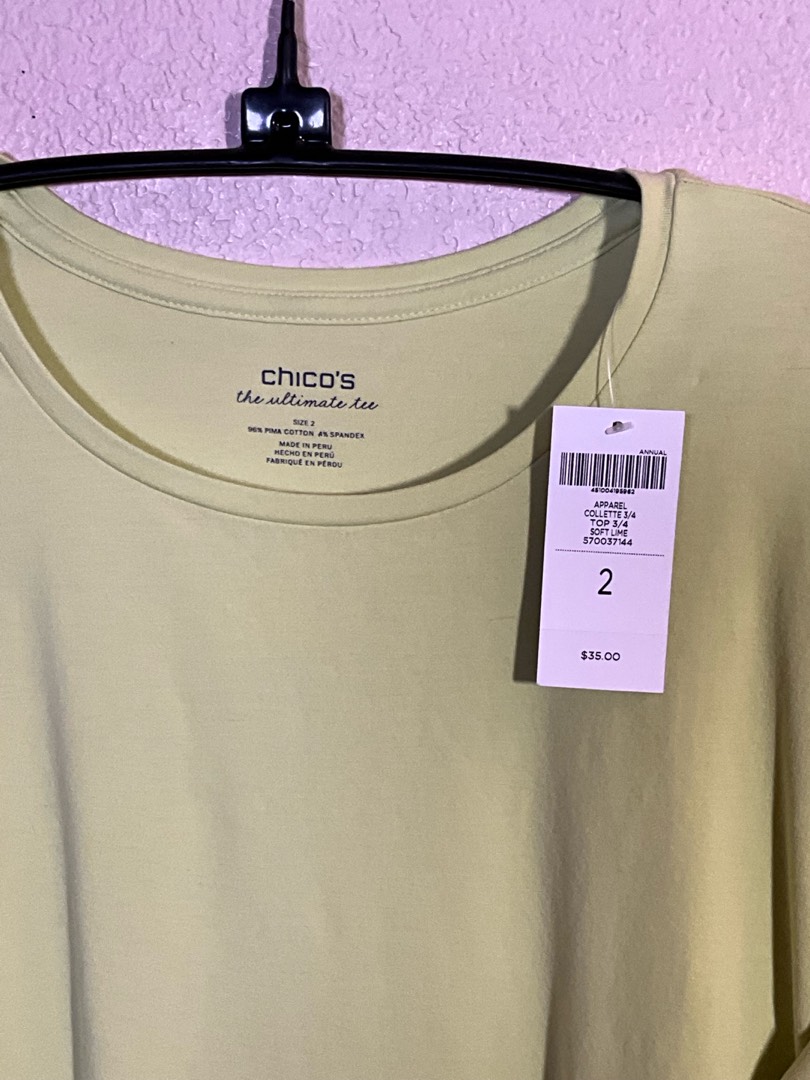 chico's
the ultimate tee
SIZE 2
96% PIMA COTTON 4% SPANDEX
MADE IN PERU
HECHO EN PERÚ
FABRIQUÉ EN PÉROU
ANNUAL
451004195962
APPAREL
COLLETTE 3/4
TOP 3/4
SOFT LIME
570037144
2
$35.00